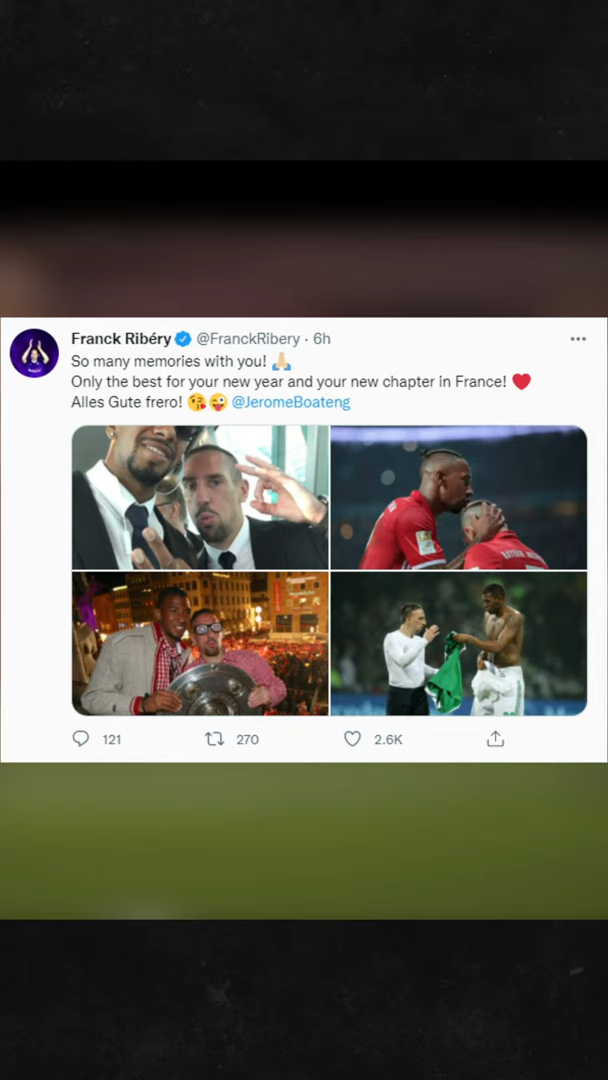 Franck Ribéry @FranckRibery · 6h
So many memories with you! 🙏🏼
Only the best for your new year and your new chapter in France! ❤️
Alles Gute frero! 😘😜 @JeromeBoateng
121 270 2.6K